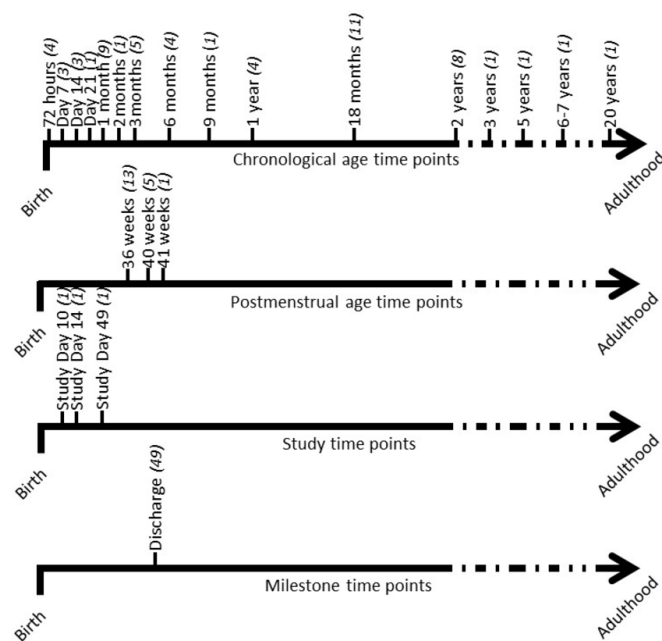 72 hours (4)
Day 7 (3)
Day 14 (3)
Day 21 (1)
1 month (9)
2 months (1)
3 months (5)
6 months (4)
9 months (1)
1 year (4)
18 months (11)
2 years (8)
3 years (1)
5 years (1)
6-7 years (1)
20 years (1)
Chronological age time points
Birth
Adulthood
36 weeks (13)
40 weeks (5)
41 weeks (1)
Postmenstrual age time points
Birth
Adulthood
Study Day 10 (1)
Study Day 14 (1)
Study Day 49 (1)
Study time points
Birth
Adulthood
Discharge (49)
Milestone time points
Birth
Adulthood